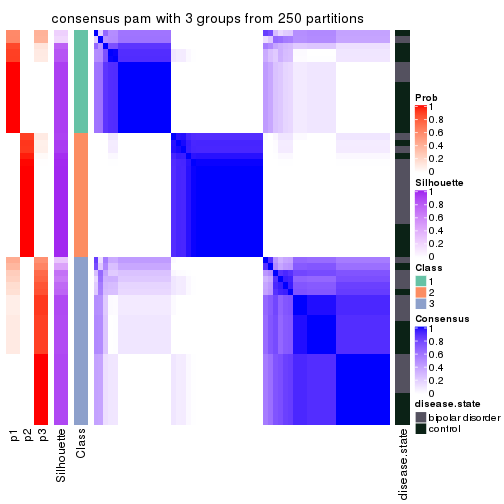 consensus pam with 3 groups from 250 partitions
Prob
1
0.8
0.6
0.4
0.2
0
Silhouette
1
0.8
0.6
0.4
0.2
0
Class
1
2
3
Consensus
1
0.8
0.6
0.4
0.2
0
disease.state
bipolar disorder
control
p1
p2
p3
Silhouette
Class
disease.state